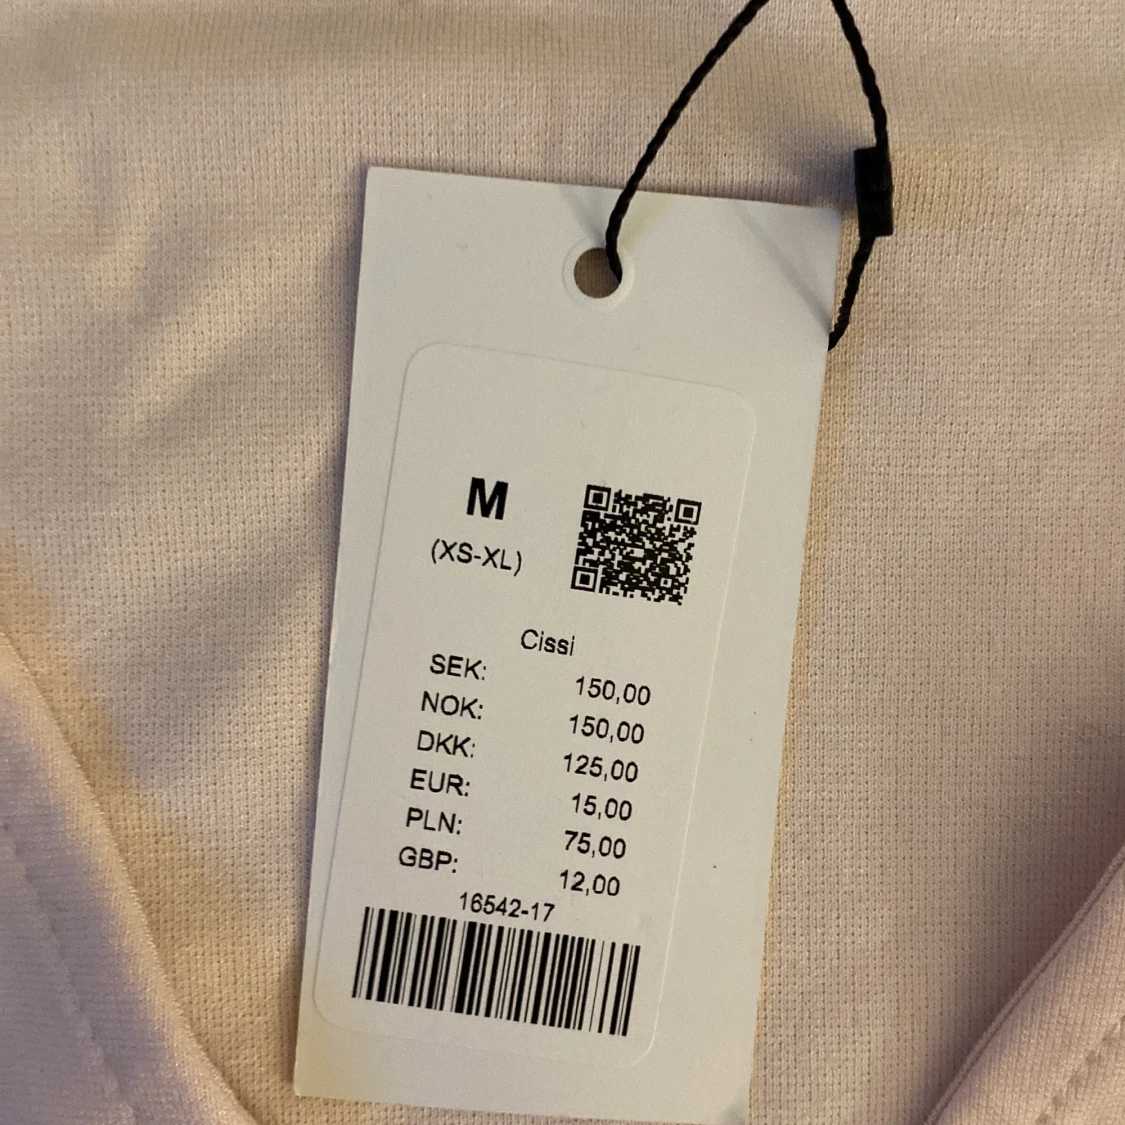 M
(XS-XL)
Cissi
SEK: 150,00
NOK: 150,00
DKK: 125,00
EUR: 15,00
PLN: 75,00
GBP: 12,00
16542-17